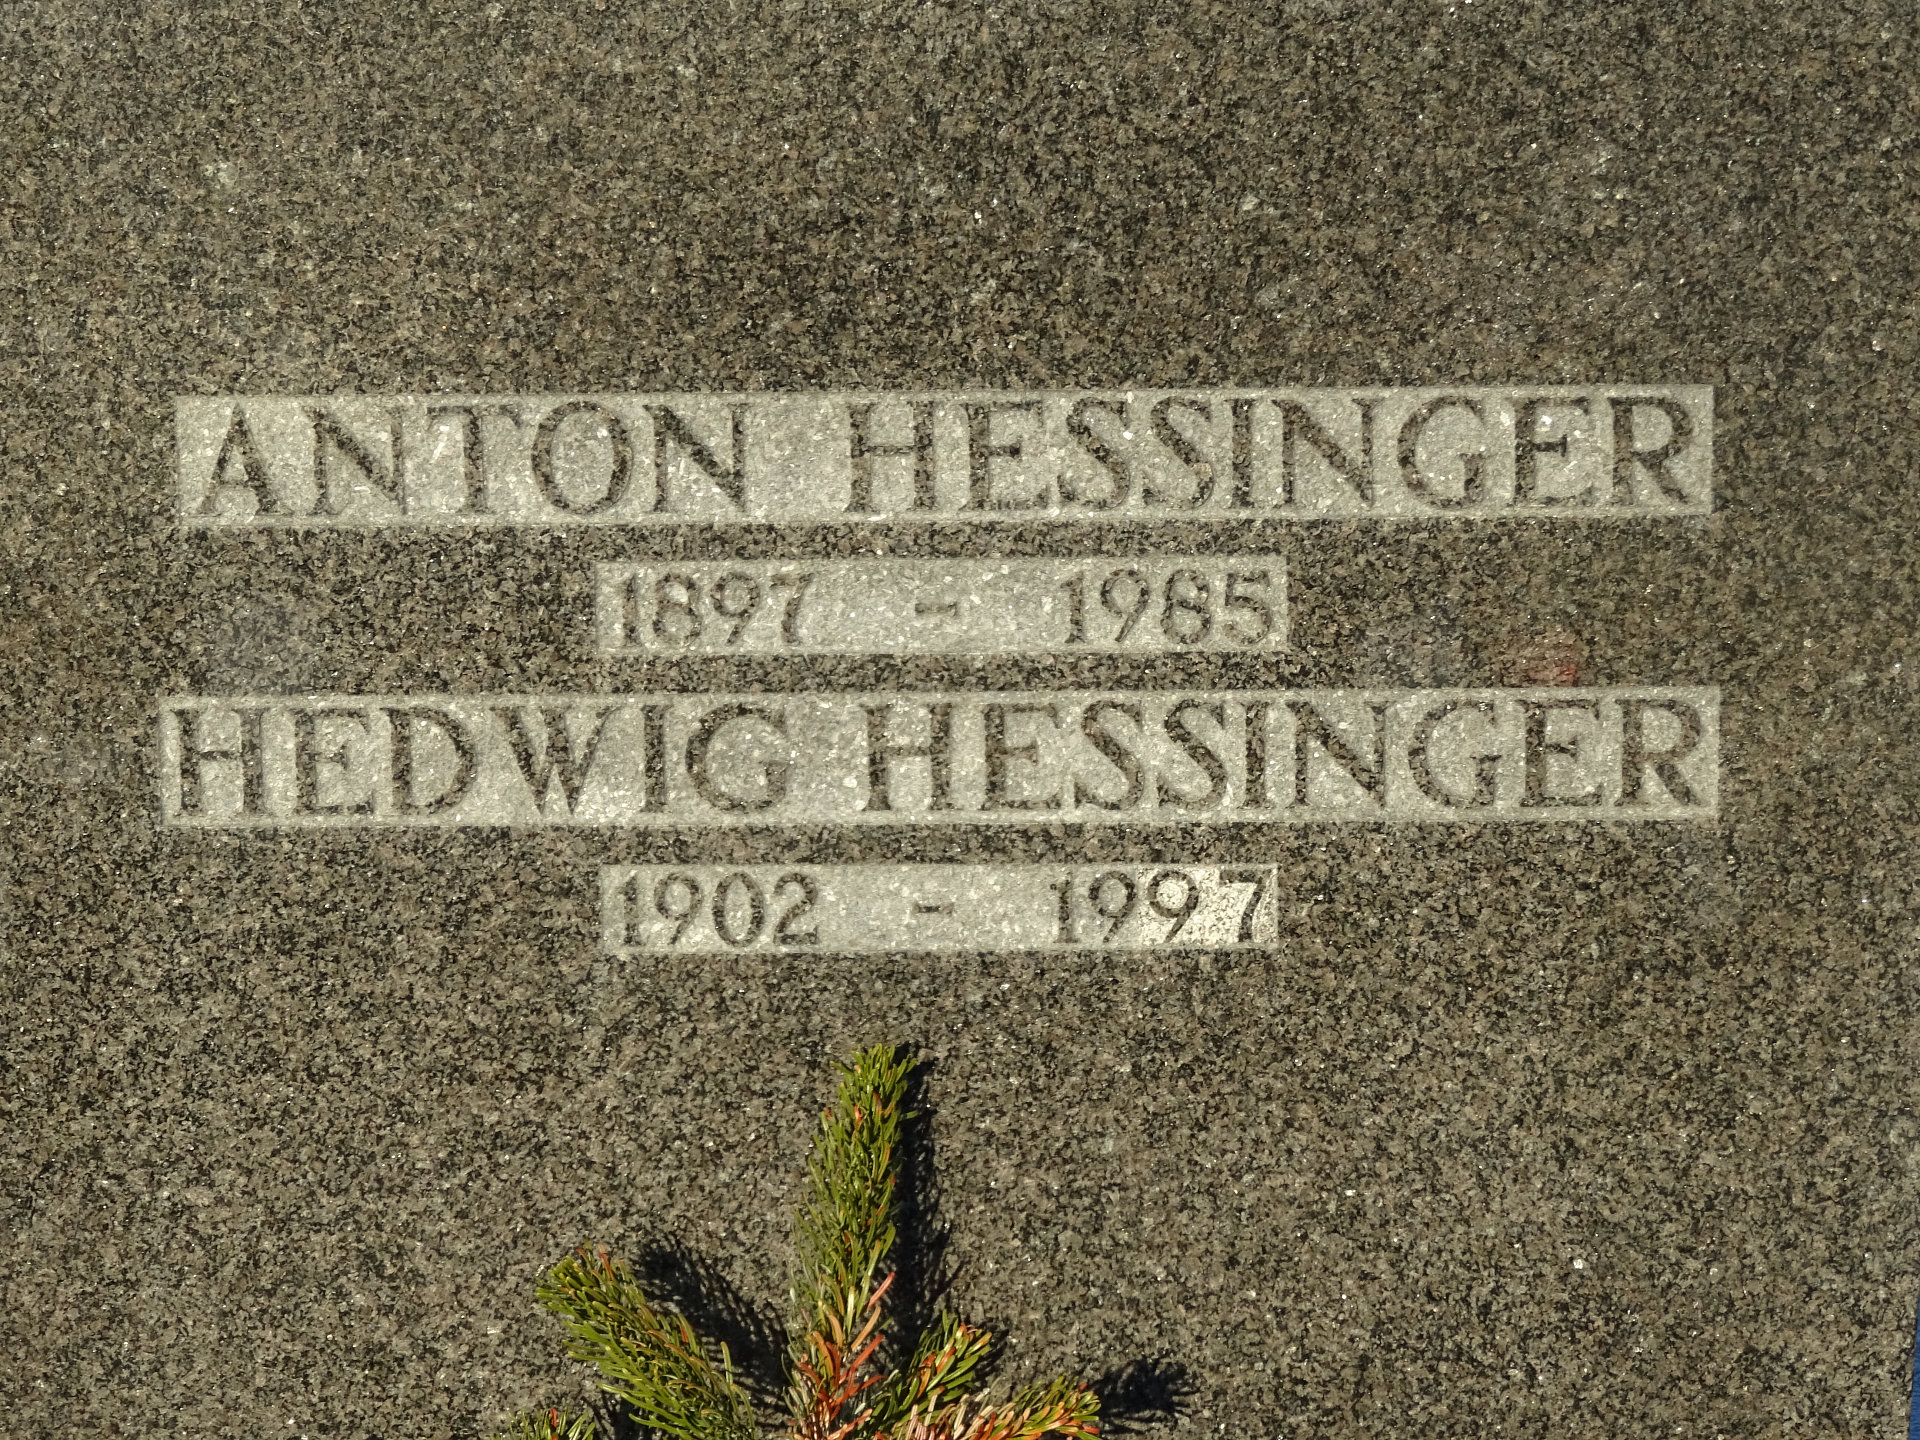 ANTON HESSINGER
1897 - 1985
HEDWIG HESSINGER
1902 - 1997